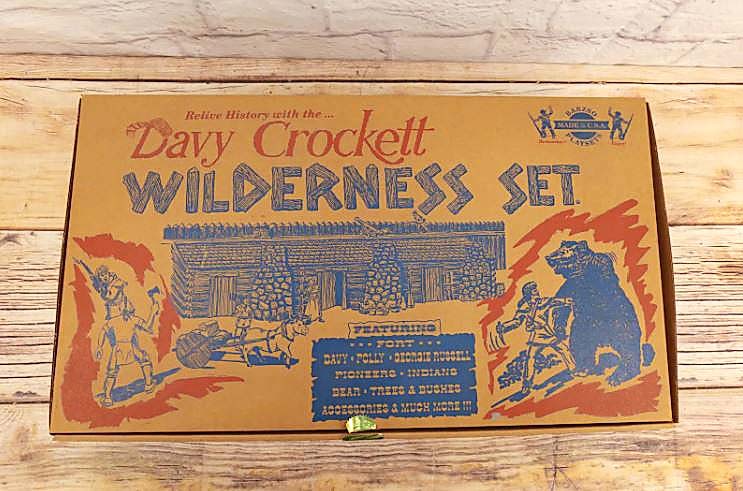 Relive History with the ...
Davy Crockett
WILDERNESS SET
BARZSO
MADE IN U.S.A.
PLAYSETS
FEATURING
• • • FORT • • •
DAVY • POLLY • GEORGIE RUSSELL
PIONEERS • INDIANS
BEAR • TREES & BUSHES
ACCESSORIES & MUCH MORE !!!